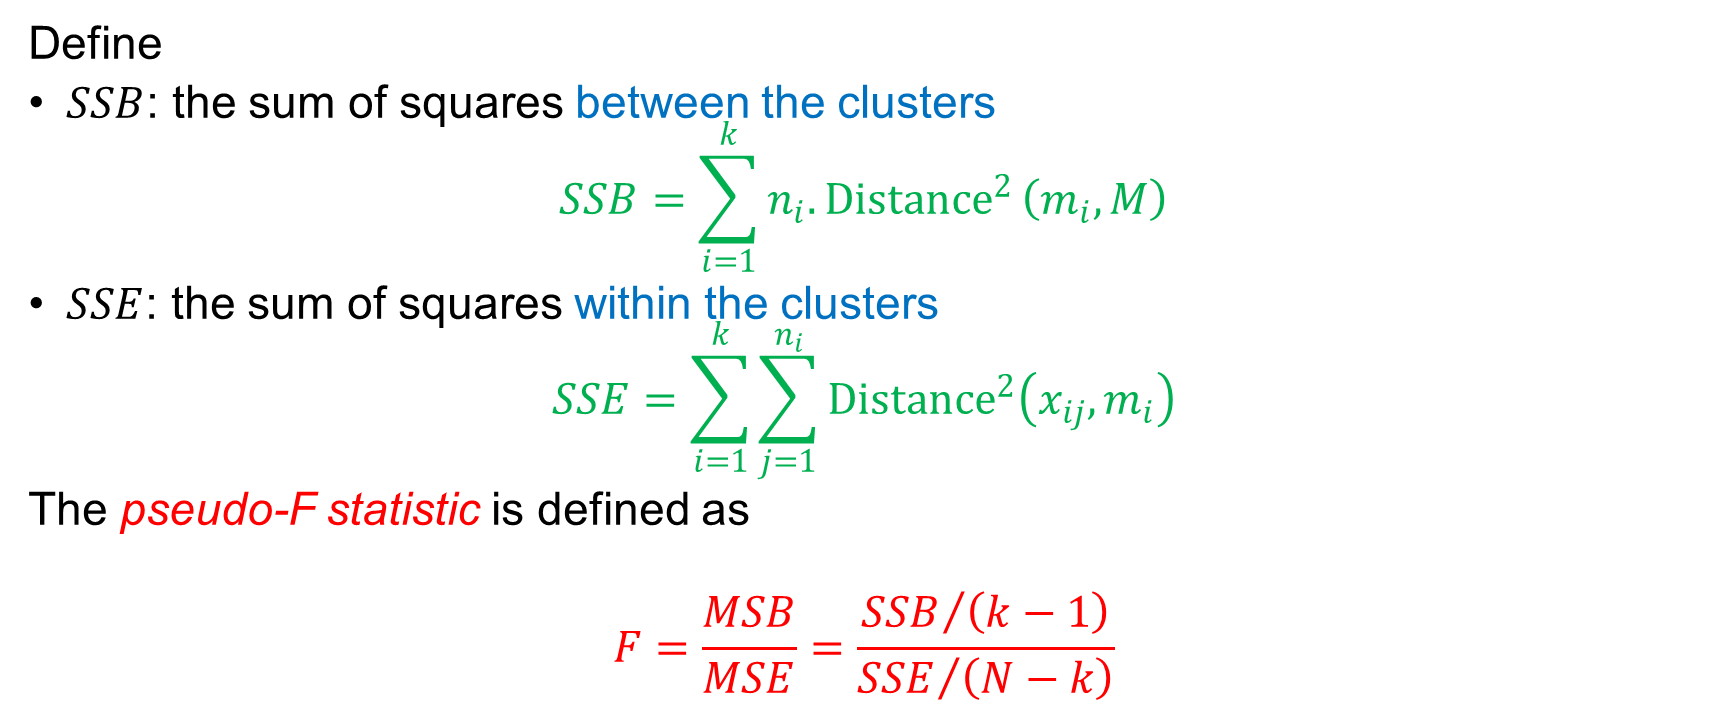 Define
• SSB: the sum of squares between the clusters
SSB = ∑_{i=1}^{k} n_i. Distance² (m_i, M)
• SSE: the sum of squares within the clusters
SSE = ∑_{i=1}^{k} ∑_{j=1}^{n_i} Distance²(x_{ij}, m_i)
The pseudo-F statistic is defined as
F = MSB/MSE = (SSB/(k − 1))/(SSE/(N − k))